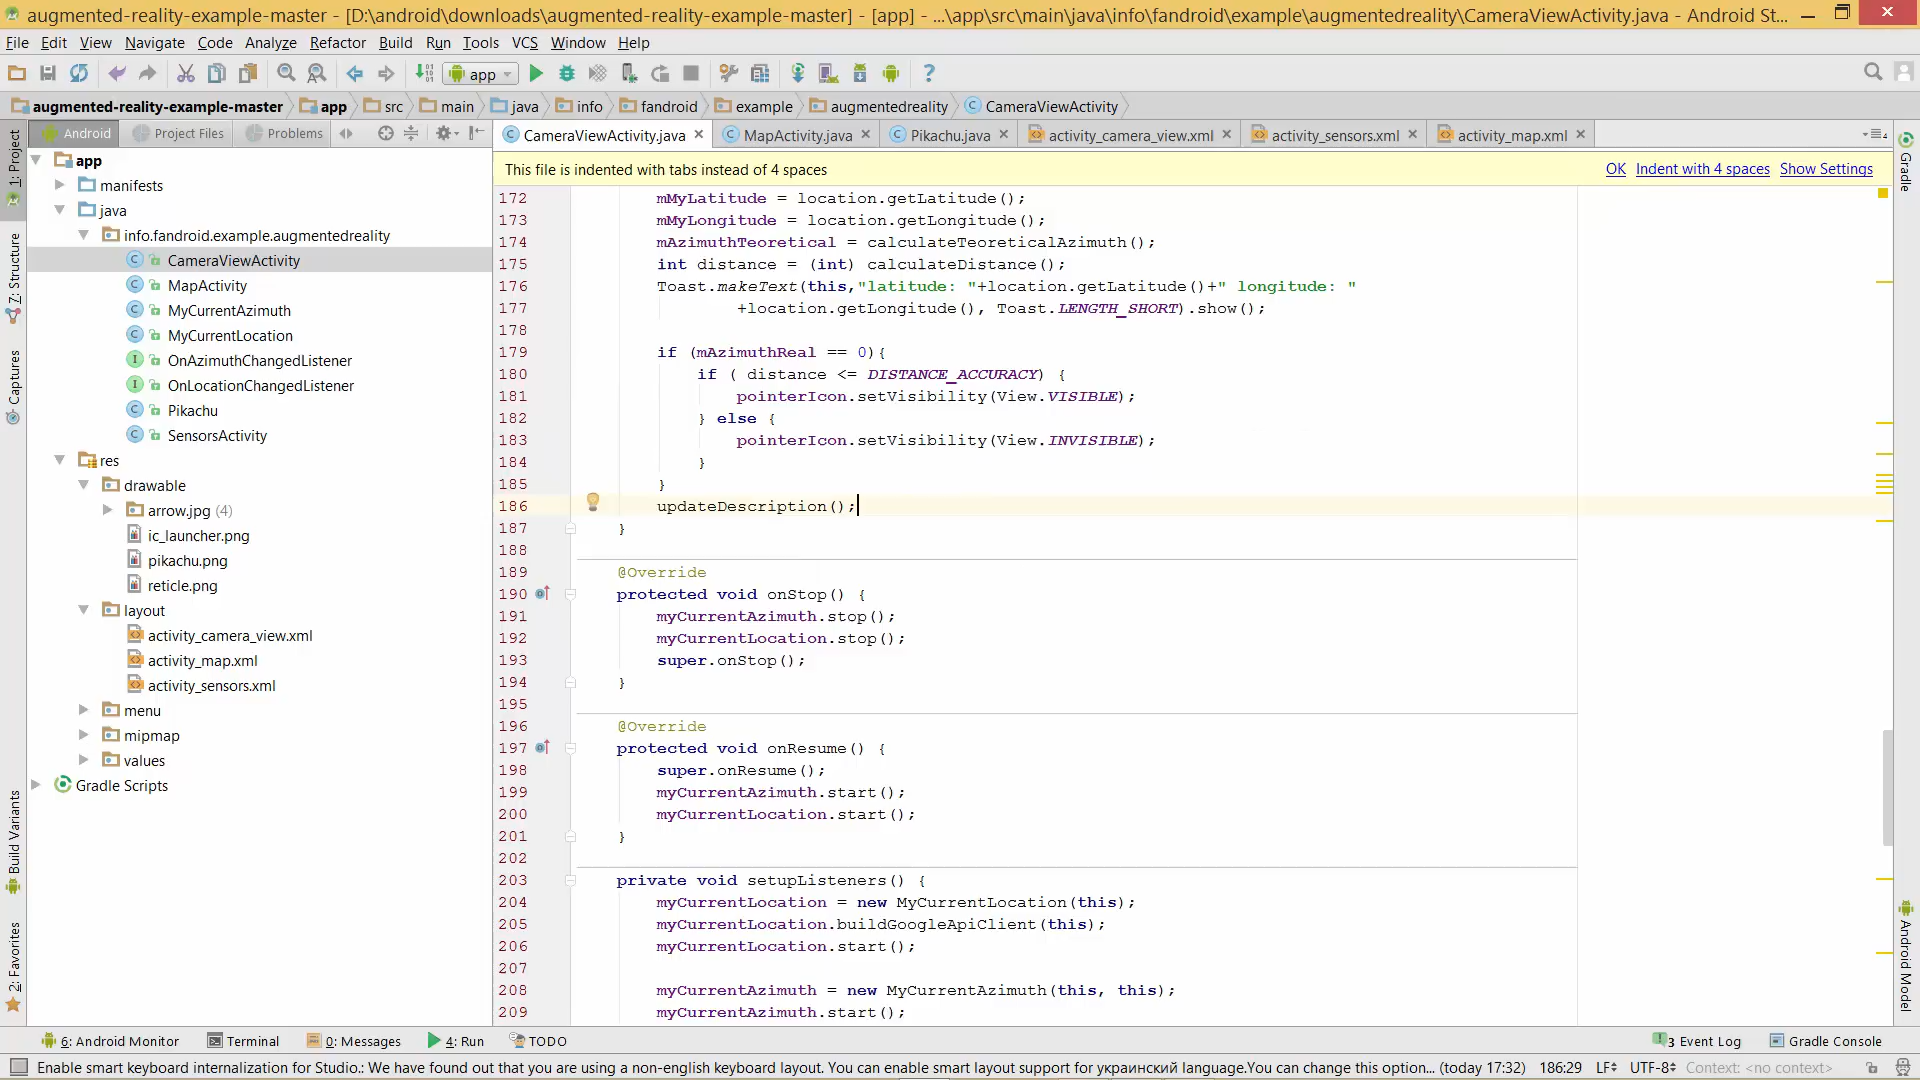 augmented-reality-example-master - [D:\android\downloads\augmented-reality-example-master] - [app] - ...\app\src\main\java\info\fandroid\example\augmentedreality\CameraViewActivity.java - Android St...
File Edit View Navigate Code Analyze Refactor Build Run Tools VCS Window Help
app
augmented-reality-example-master app src main java info fandroid example augmentedreality CameraViewActivity
Android Project Files Problems
CameraViewActivity.java MapActivity.java Pikachu.java activity_camera_view.xml activity_sensors.xml activity_map.xml
This file is indented with tabs instead of 4 spaces OK Indent with 4 spaces Show Settings
1: Project
Z: Structure
Captures
Build Variants
2: Favorites
app
manifests
java
info.fandroid.example.augmentedreality
CameraViewActivity
MapActivity
MyCurrentAzimuth
MyCurrentLocation
OnAzimuthChangedListener
OnLocationChangedListener
Pikachu
SensorsActivity
res
drawable
arrow.jpg (4)
ic_launcher.png
pikachu.png
reticle.png
layout
activity_camera_view.xml
activity_map.xml
activity_sensors.xml
menu
mipmap
values
Gradle Scripts
172 mMyLatitude = location.getLatitude();
173 mMyLongitude = location.getLongitude();
174 mAzimuthTeoretical = calculateTeoreticalAzimuth();
175 int distance = (int) calculateDistance();
176 Toast.makeText(this,"latitude: "+location.getLatitude()+" longitude: "
177 +location.getLongitude(), Toast.LENGTH_SHORT).show();
178
179 if (mAzimuthReal == 0){
180 if ( distance <= DISTANCE_ACCURACY) {
181 pointerIcon.setVisibility(View.VISIBLE);
182 } else {
183 pointerIcon.setVisibility(View.INVISIBLE);
184 }
185 }
186 updateDescription();
187 }
188
189 @Override
190 protected void onStop() {
191 myCurrentAzimuth.stop();
192 myCurrentLocation.stop();
193 super.onStop();
194 }
195
196 @Override
197 protected void onResume() {
198 super.onResume();
199 myCurrentAzimuth.start();
200 myCurrentLocation.start();
201 }
202
203 private void setupListeners() {
204 myCurrentLocation = new MyCurrentLocation(this);
205 myCurrentLocation.buildGoogleApiClient(this);
206 myCurrentLocation.start();
207
208 myCurrentAzimuth = new MyCurrentAzimuth(this, this);
209 myCurrentAzimuth.start();
Gradle
Android Model
6: Android Monitor Terminal 0: Messages 4: Run TODO 3 Event Log Gradle Console
Enable smart keyboard internalization for Studio.: We have found out that you are using a non-english keyboard layout. You can enable smart layout support for украинский language.You can change this option... (today 17:32) 186:29 LF UTF-8 Context: <no context>